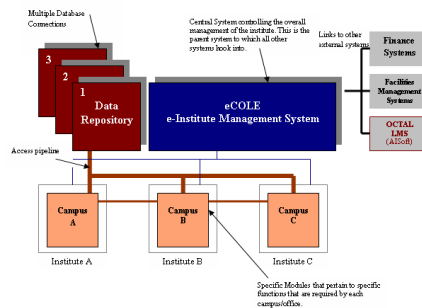 Multiple Database
Connections
Central System controlling the overall
management of the institute. This is
the parent system to which all other
systems hook into.
Links to other
external systems
Finance
Systems
3
2
1
Data
Repository
eCOLE
e-Institute Management System
Facilities
Management
Systems
OCTAL
LMS
(AlSoft)
Access pipeline
Campus
A
Campus
B
Campus
C
Institute A
Institute B
Institute C
Specific Modules that pertain to specific
functions that are required by each
campus/office.